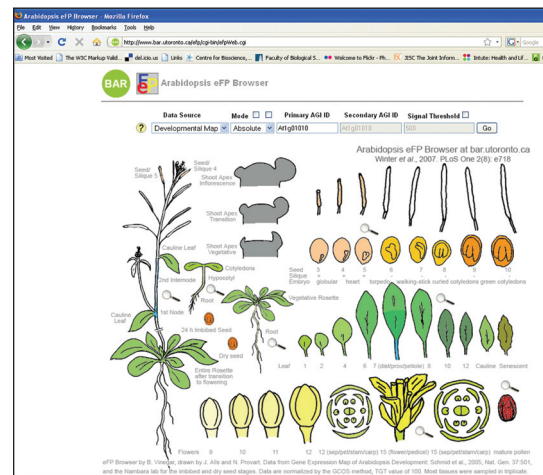 Arabidopsis eFP Browser - Mozilla Firefox
File Edit View History Bookmarks Tools Help
http://www.bar.utoronto.ca/efp/cgi-bin/efpWeb.cgi
Google
Most Visited The W3C Markup Valid... del.icio.us Links Centre for Bioscience,... Faculty of Biological S... Welcome to Flickr - Ph... JISC The Joint Inform... Intute: Health and Lif...
BAR eFP Arabidopsis eFP Browser
Data Source Mode Primary AGI ID Secondary AGI ID Signal Threshold
? Developmental Map Absolute At1g01010 At1g01010 500 Go
Arabidopsis eFP Browser at bar.utoronto.ca
Winter et al., 2007. PLoS One 2(8): e718
Seed/ Silique 5
Seed/ Silique 4
Shoot Apex Inflorescence
Shoot Apex Transition
Shoot Apex Vegetative
Cauline Leaf
2nd Internode
Cotyledons
Hypocotyl
Root
Seed 3 4 5 6 7 8 9 10
Silique + + + - - - - -
Embryo globular heart torpedo walking-stick curled cotyledons green cotyledons
Vegetative Rosette
Cauline Leaf
1st Node
24 h Imbibed Seed
Root
Dry seed
Leaf 1 2 4 6 7 (distal/prox/petiole) 8 10 12 Cauline Senescent
Entire Rosette after transition to flowering
Flowers 9 10 11 12 12 (sep/pet/stam/carp) 15 (flower/pedicel) 15 (sep/pet/stam/carp) mature pollen
eFP Browser by B. Vinegar, drawn by J. Alls and N. Provart. Data from Gene Expression Map of Arabidopsis Development: Schmid et al., 2005, Nat. Gen. 37:501,
and the Nambara lab for the imbibed and dry seed stages. Data are normalized by the GCOS method, TGT value of 100. Most tissues were sampled in triplicate.